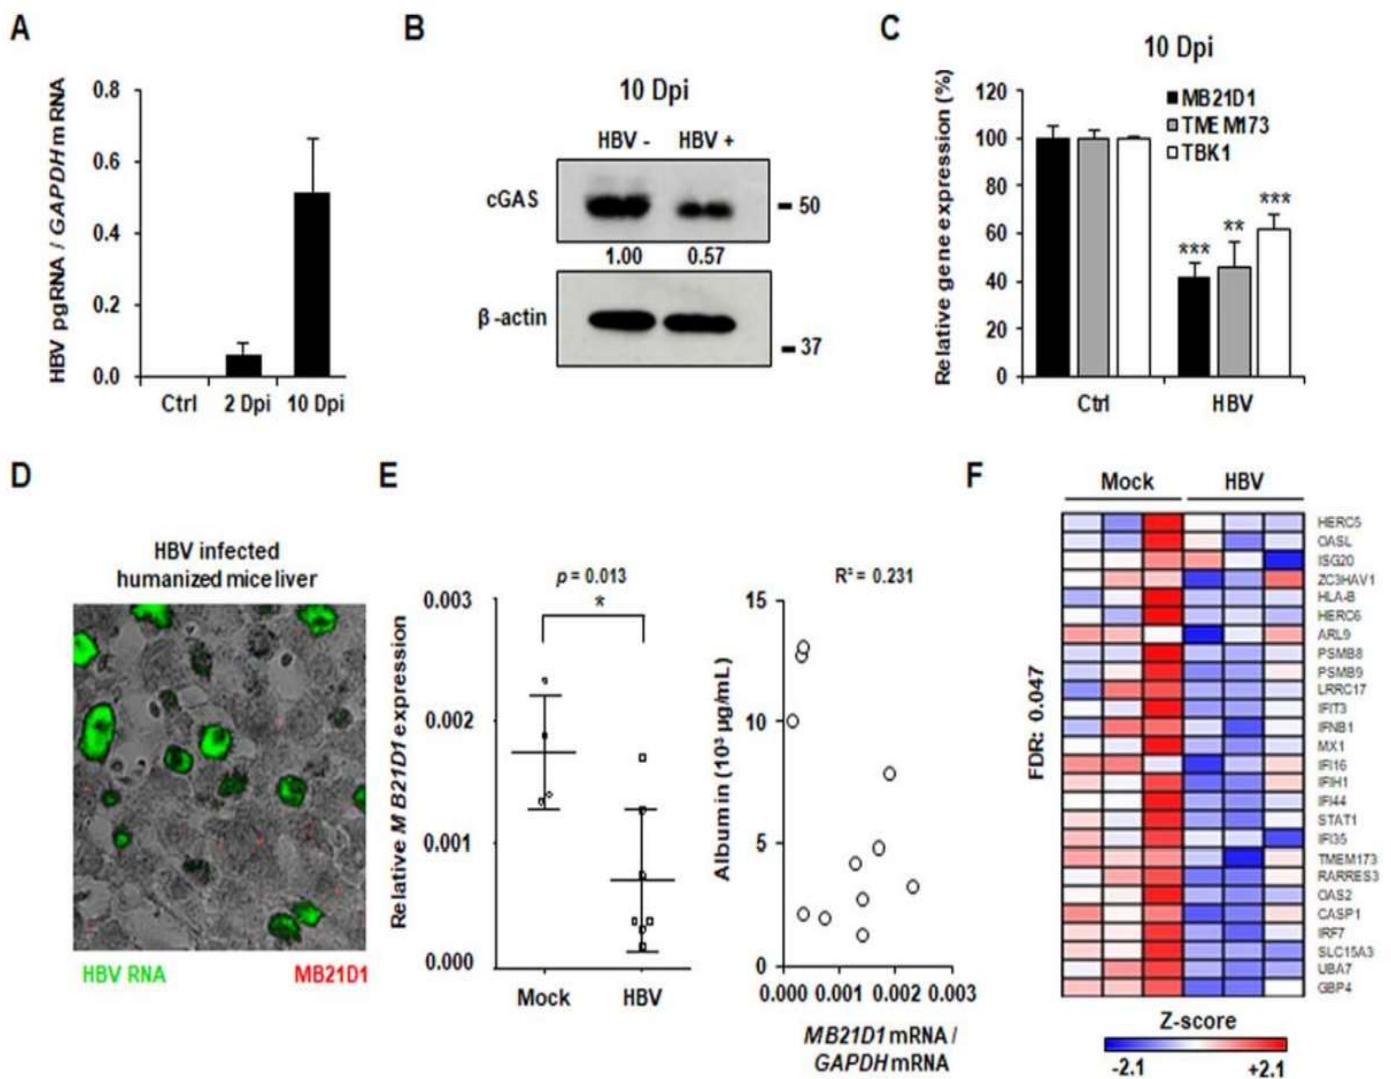 A
HBV pgRNA / GAPDH mRNA
0.8
0.6
0.4
0.2
0.0
Ctrl 2 Dpi 10 Dpi
B
10 Dpi
HBV - HBV +
cGAS
50
1.00 0.57
β-actin
37
C
10 Dpi
Relative gene expression (%)
120
100
80
60
40
20
0
MB21D1
TMEM173
TBK1
*** ** ***
Ctrl HBV
D
HBV infected
humanized mice liver
HBV RNA MB21D1
E
p = 0.013
*
Relative MB21D1 expression
0.003
0.002
0.001
0.000
Mock HBV
R² = 0.231
Albumin (10³ µg/mL)
15
10
5
0
0.000 0.001 0.002 0.003
MB21D1 mRNA /
GAPDH mRNA
F
Mock HBV
FDR: 0.047
HERC5
OASL
ISG20
ZC3HAV1
HLA-B
HERC6
ARL9
PSMB8
PSMB9
LRRC17
IFIT3
IFNB1
MX1
IFI16
IFIH1
IFI44
STAT1
IFI35
TMEM173
RARRES3
OAS2
CASP1
IRF7
SLC15A3
UBA7
GBP4
Z-score
-2.1 +2.1